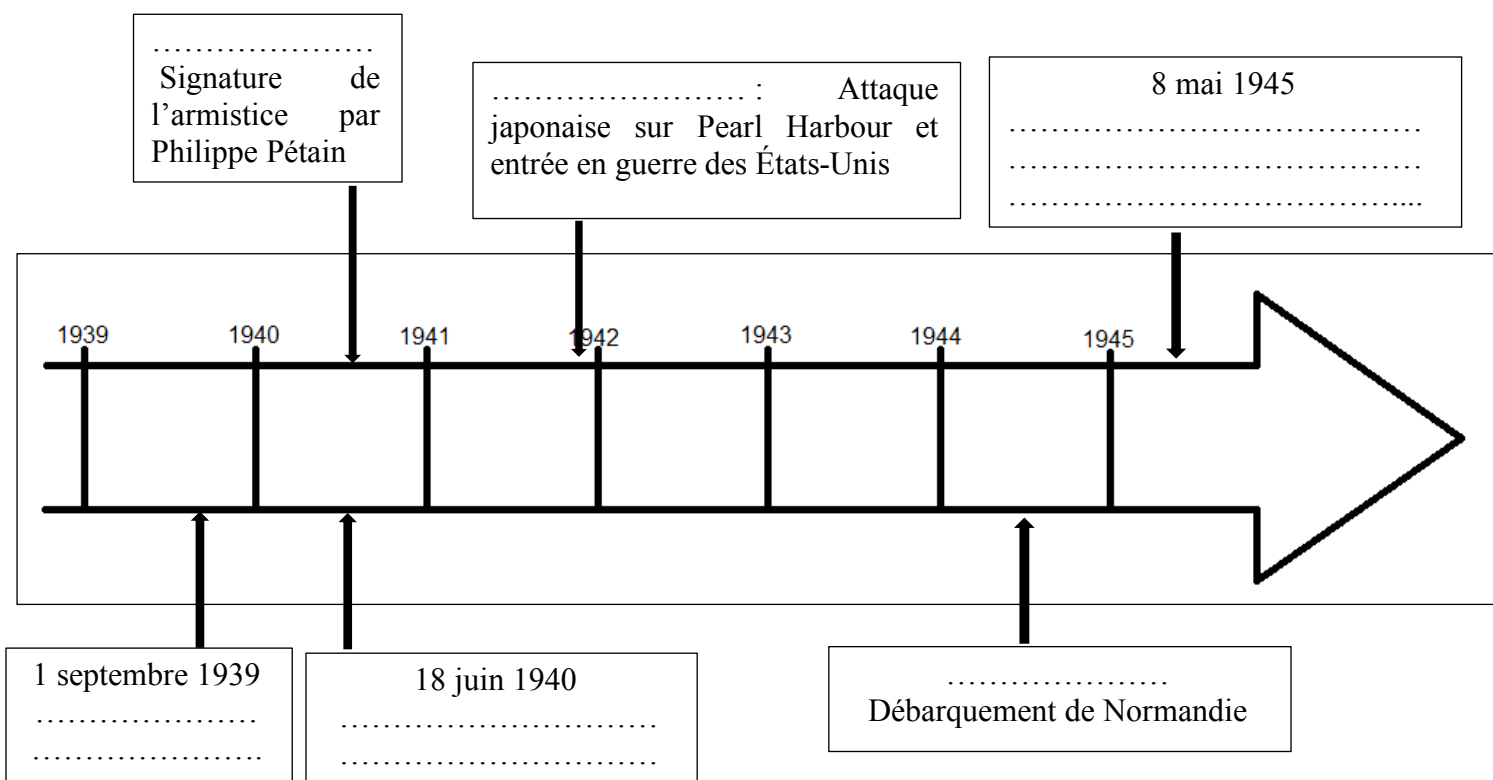 …………………
Signature de
l’armistice par
Philippe Pétain
…………………… : Attaque
japonaise sur Pearl Harbour et
entrée en guerre des États-Unis
8 mai 1945
…………………………………
…………………………………
………………………………....
1939 1940 1941 1942 1943 1944 1945
1 septembre 1939
…………………
………………….
18 juin 1940
…………………………
…………………………
…………………
Débarquement de Normandie